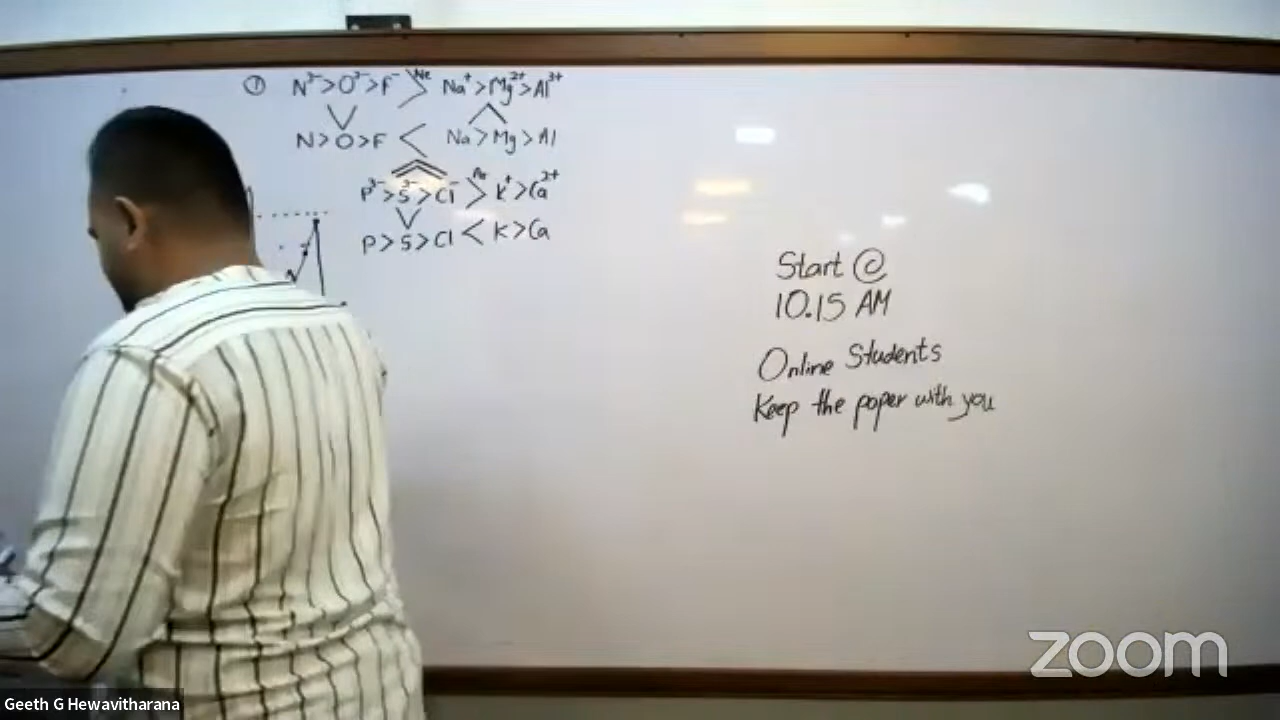 ① N³⁻>O²⁻>F⁻ > Ne Na⁺>Mg²⁺>Al³⁺
N>O>F < Na>Mg>Al
P³⁻>S²⁻>Cl⁻ > Ar K⁺>Ca²⁺
P>S>Cl < K>Ca
Start @
10.15 AM
Online Students
Keep the paper with you
zoom
Geeth G Hewavitharana